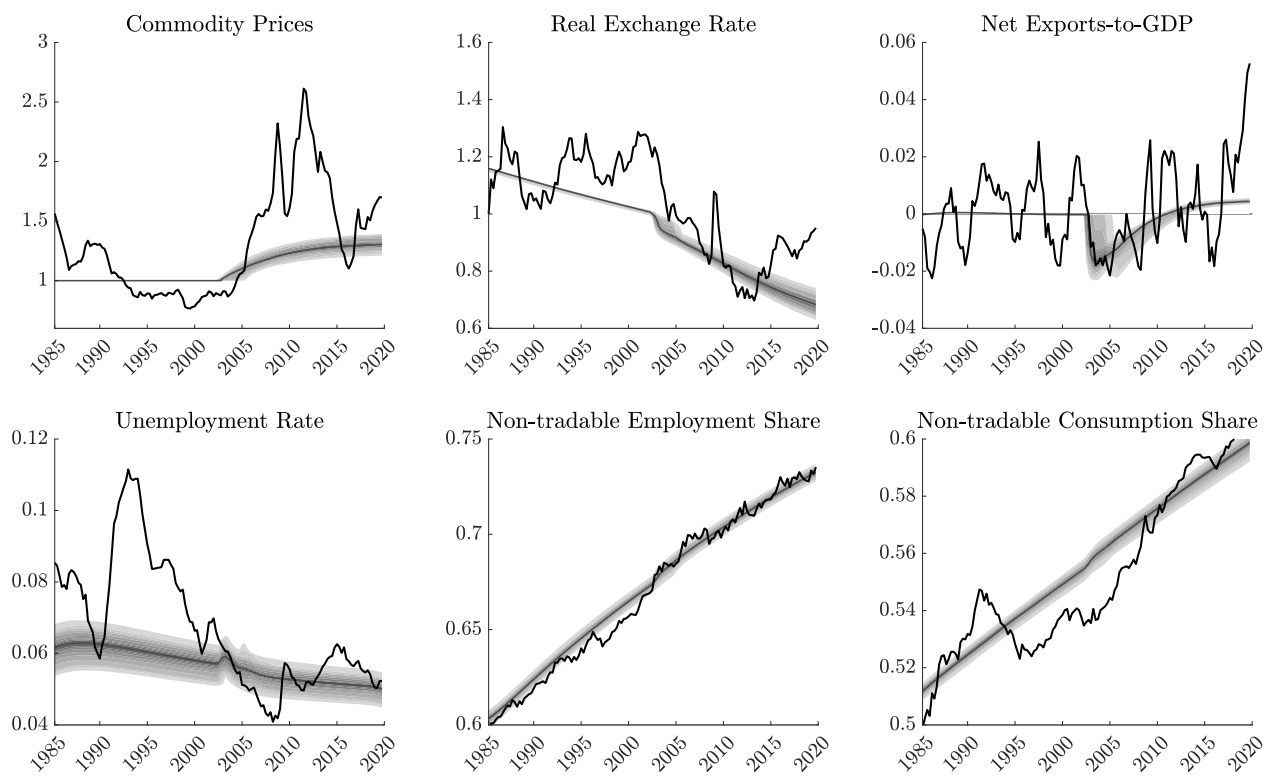 Commodity Prices
3
2.5
2
1.5
1
1985 1990 1995 2000 2005 2010 2015 2020
Real Exchange Rate
1.6
1.4
1.2
1
0.8
0.6
1985 1990 1995 2000 2005 2010 2015 2020
Net Exports-to-GDP
0.06
0.04
0.02
0
-0.02
-0.04
1985 1990 1995 2000 2005 2010 2015 2020
Unemployment Rate
0.12
0.1
0.08
0.06
0.04
1985 1990 1995 2000 2005 2010 2015 2020
Non-tradable Employment Share
0.75
0.7
0.65
0.6
1985 1990 1995 2000 2005 2010 2015 2020
Non-tradable Consumption Share
0.6
0.58
0.56
0.54
0.52
0.5
1985 1990 1995 2000 2005 2010 2015 2020